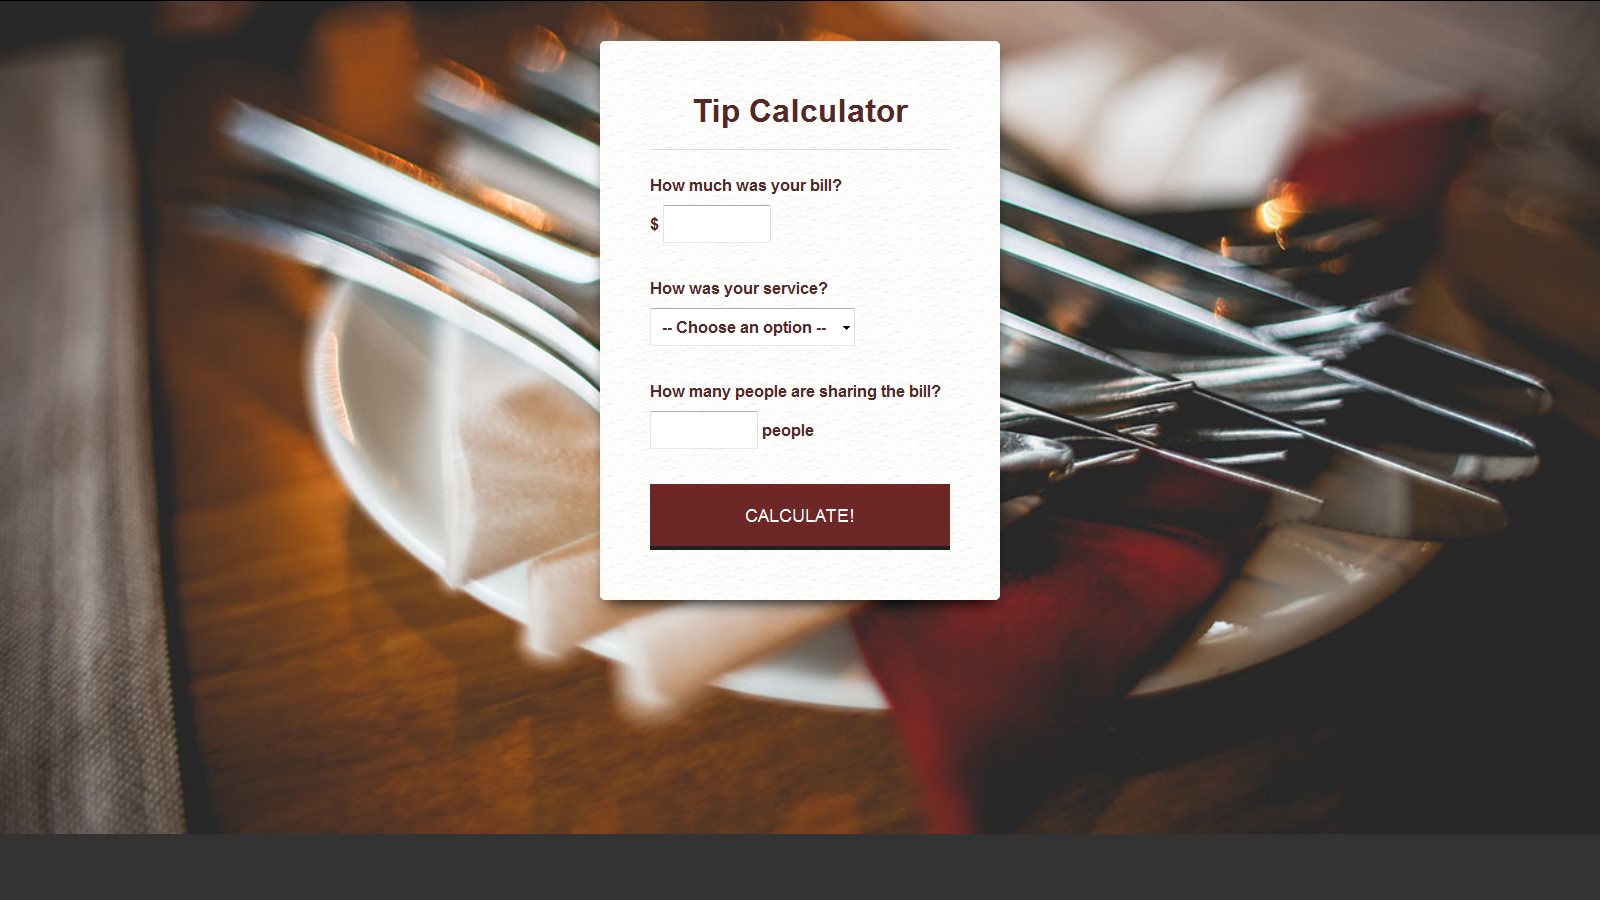 Tip Calculator
How much was your bill?
$
How was your service?
-- Choose an option --
How many people are sharing the bill?
people
CALCULATE!